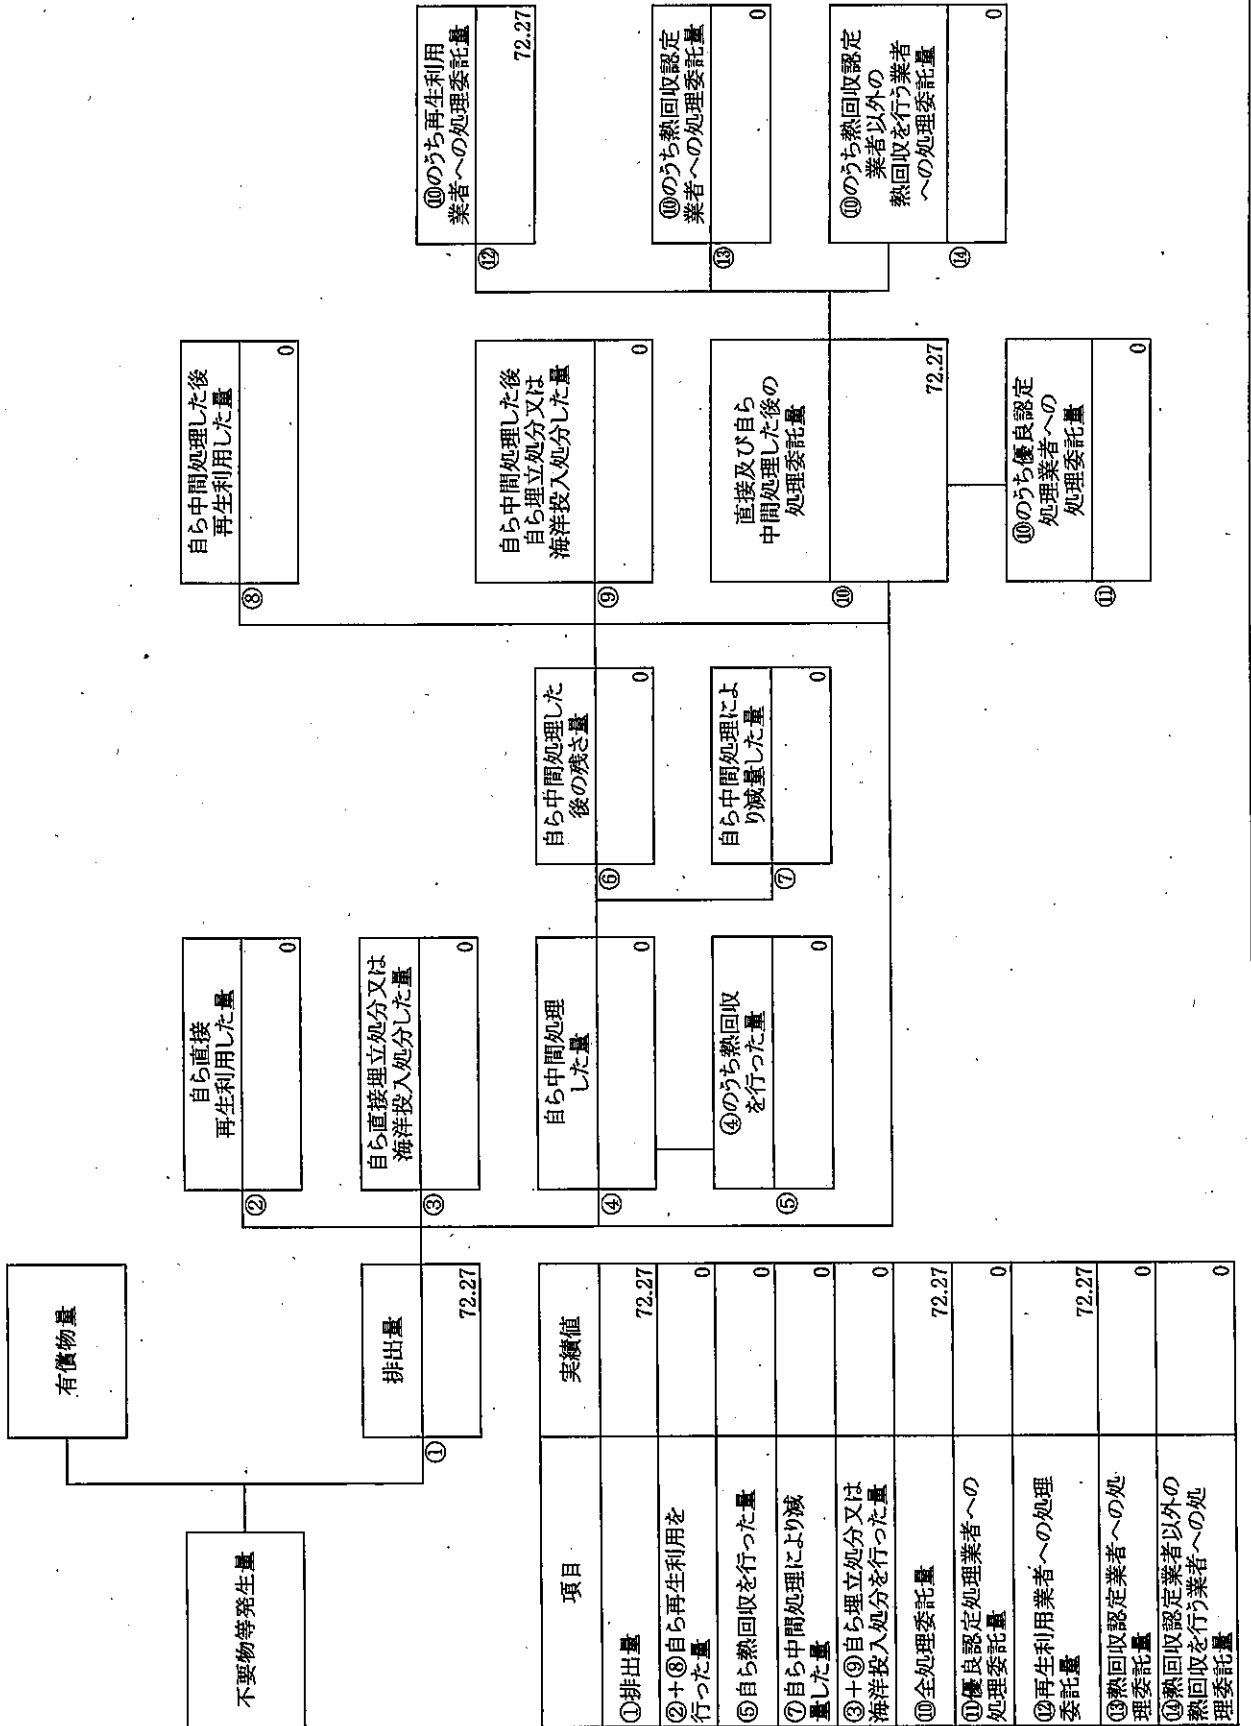 不要物等発生量
有償物量
排出量
①
72.27
自ら直接
再生利用した量
②
0
自ら直接埋立処分又は
海洋投入処分した量
③
0
自ら中間処理
した量
④
0
④のうち熱回収
を行った量
⑤
0
自ら中間処理した
後の残さ量
⑥
0
自ら中間処理によ
り減量した量
⑦
0
自ら中間処理した後
再生利用した量
⑧
0
自ら中間処理した後
自ら埋立処分又は
海洋投入処分した量
⑨
0
直接及び自ら
中間処理した後の
処理委託量
⑩
72.27
⑩のうち優良認定
処理業者への
処理委託量
⑪
0
⑩のうち再生利用
業者への処理委託量
⑫
72.27
⑩のうち熱回収認定
業者への処理委託量
⑬
0
⑩のうち熱回収認定
業者以外の
熱回収を行う業者
への処理委託量
⑭
0
項目 実績値
①排出量 72.27
②+⑧自ら再生利用を
行った量 0
⑤自ら熱回収を行った量 0
⑦自ら中間処理により減
量した量 0
③+⑨自ら埋立処分又は
海洋投入処分を行った量 0
⑩全処理委託量 72.27
⑪優良認定処理業者への
処理委託量 0
⑫再生利用業者への処理
委託量 72.27
⑬熱回収認定業者への処
理委託量 0
⑭熱回収認定業者以外の
熱回収を行う業者への処
理委託量 0